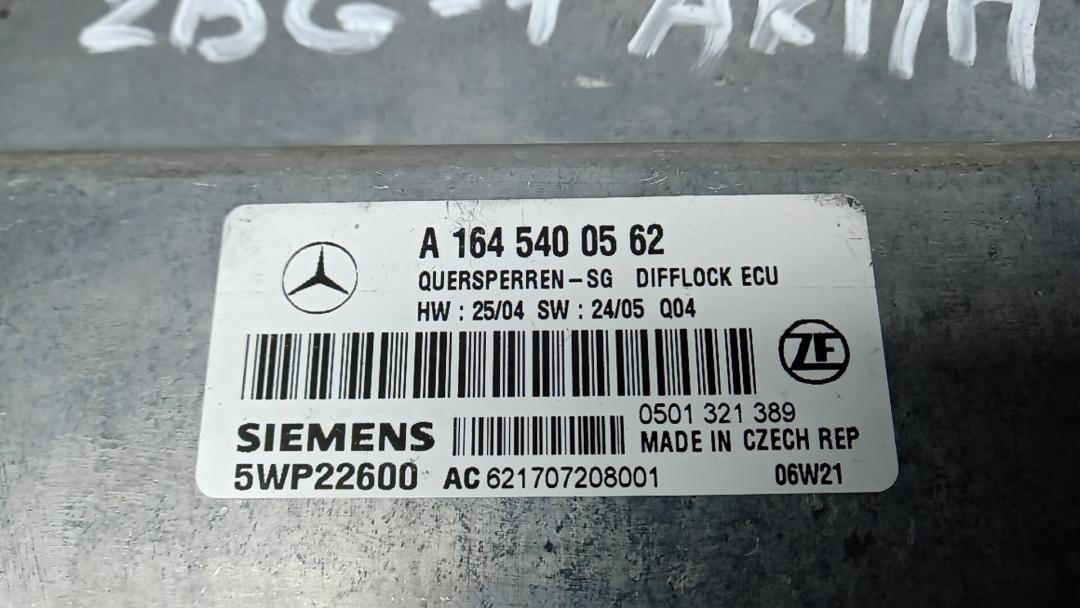 A 164 540 05 62
QUERSPERREN-SG DIFFLOCK ECU
HW : 25/04 SW : 24/05 Q04
ZF
0501 321 389
SIEMENS
MADE IN CZECH REP
5WP22600 AC 621707208001 06W21